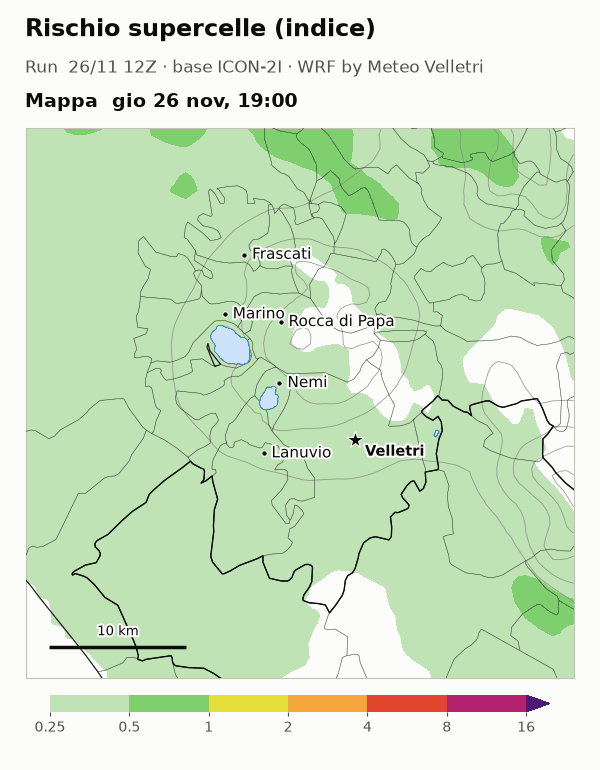 Rischio supercelle (indice)
Run  26/11 12Z · base ICON-2I · WRF by Meteo Velletri
Mappa  gio 26 nov, 19:00
Frascati
Marino
Rocca di Papa
Nemi
Velletri
Lanuvio
10 km
0.25 0.5 1 2 4 8 16